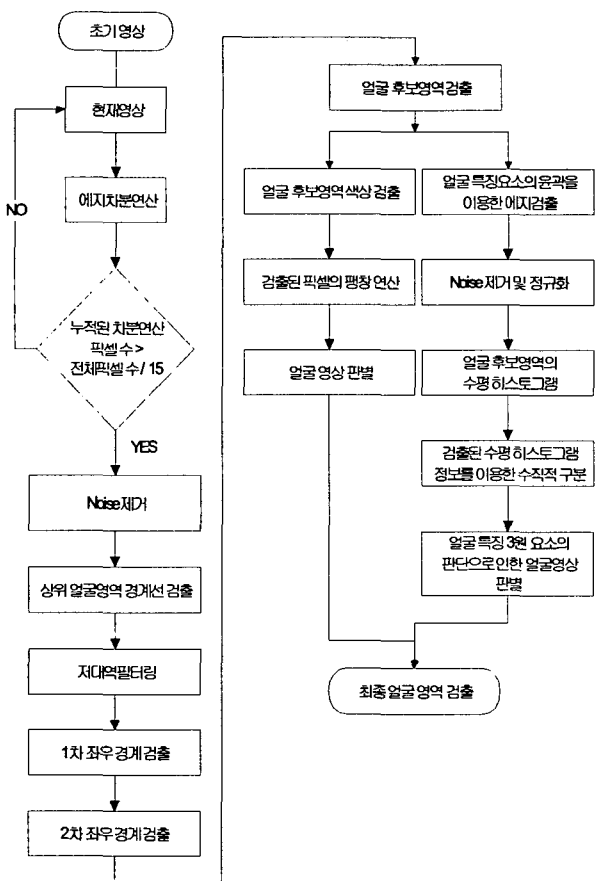 초기영상
현재영상
NO
에지차분연산
누적된 차분연산
픽셀 수 >
전체픽셀 수 / 15
YES
Noise 제거
상위 얼굴영역 경계선 검출
저대역필터링
1차 좌우 경계 검출
2차 좌우 경계 검출
얼굴 후보영역 검출
얼굴 후보영역 색상 검출
검출된 픽셀의 팽창 연산
얼굴 영상 판별
얼굴 특징요소의 윤곽을
이용한 에지검출
Noise 제거 및 정규화
얼굴 후보영역의
수평 히스토그램
검출된 수평 히스토그램
정보를 이용한 수직적 구분
얼굴 특징 3원 요소의
판단으로 인한 얼굴영상
판별
최종 얼굴 영역 검출